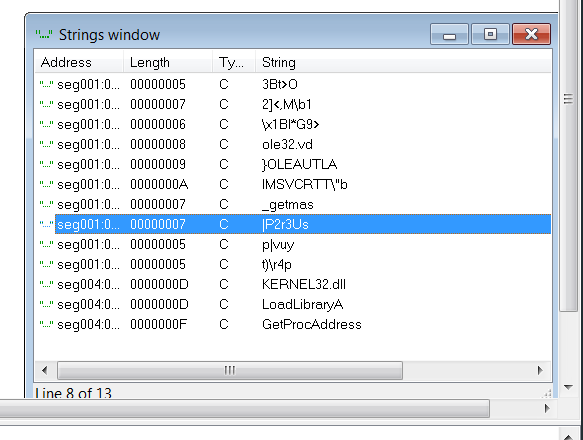 Strings window
Address Length Ty... String
"..." seg001:0... 00000005 C 3Bt>O
"..." seg001:0... 00000007 C 2]<,M\b1
"..." seg001:0... 00000006 C \x1Bl*G9>
"..." seg001:0... 00000008 C ole32.vd
"..." seg001:0... 00000009 C }OLEAUTLA
"..." seg001:0... 0000000A C IMSVCRTT\"b
"..." seg001:0... 00000007 C _getmas
"..." seg001:0... 00000007 C |P2r3Us
"..." seg001:0... 00000005 C p|vuy
"..." seg001:0... 00000005 C t)\r4p
"..." seg004:0... 0000000D C KERNEL32.dll
"..." seg004:0... 0000000D C LoadLibraryA
"..." seg004:0... 0000000F C GetProcAddress
Line 8 of 13